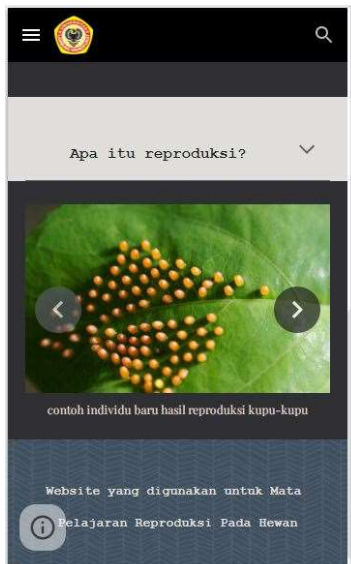 Apa itu reproduksi?
contoh individu baru hasil reproduksi kupu-kupu
Website yang digunakan untuk Mata
Pelajaran Reproduksi Pada Hewan